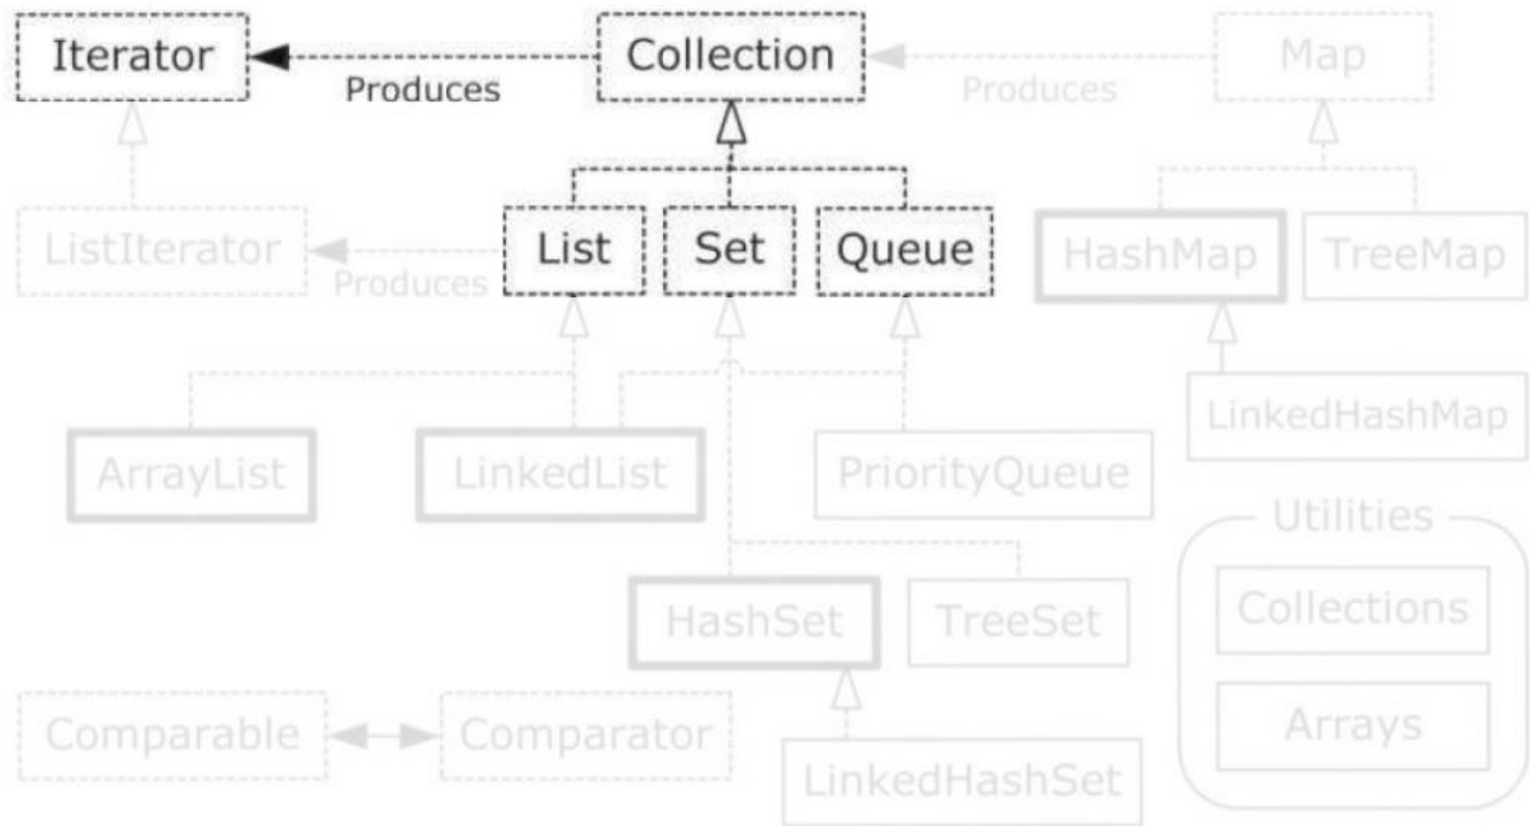 Iterator
Collection
Map
Produces
Produces
ListIterator
List
Set
Queue
HashMap
TreeMap
Produces
LinkedHashMap
ArrayList
LinkedList
PriorityQueue
Utilities
HashSet
TreeSet
Collections
Comparable
Comparator
Arrays
LinkedHashSet